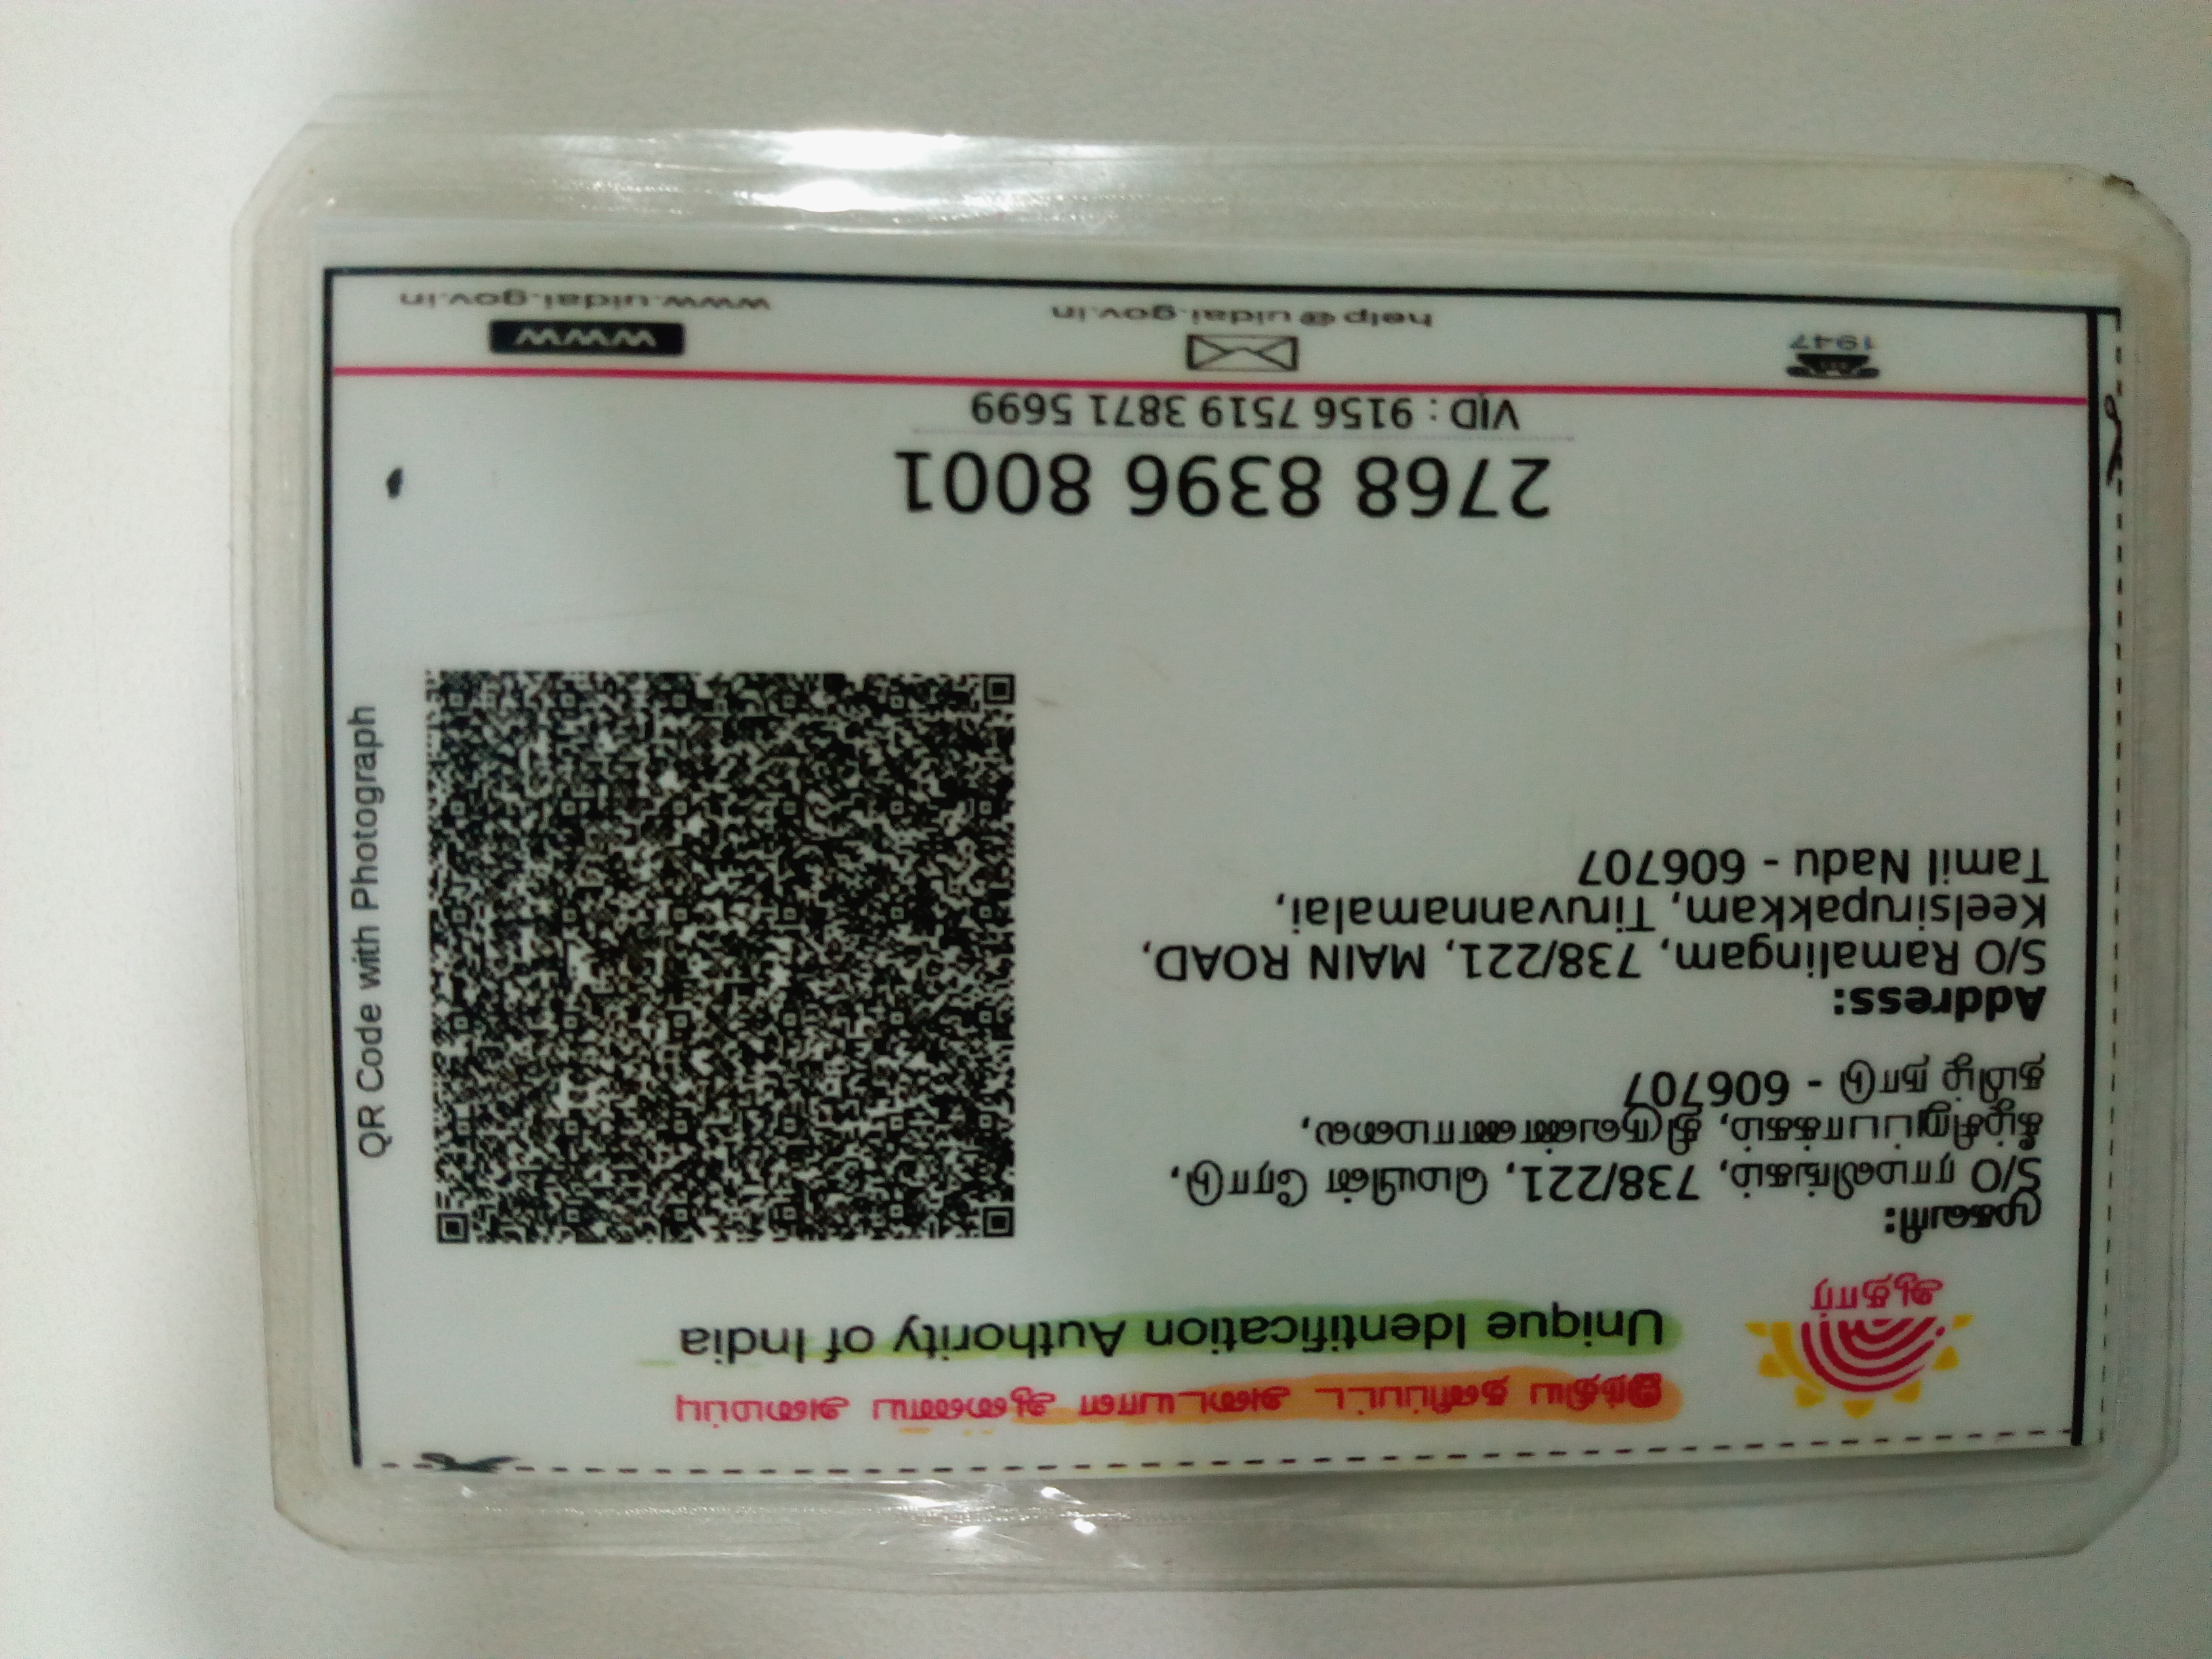 இந்திய தனிப்பட்ட அடையாள ஆணைய அமைப்பு
Unique Identification Authority of India
ஆதார்
முகவரி:
S/O ராமலிங்கம், 738/221, மெயின் ரோடு,
கீழ்சிறுப்பாக்கம், திருவண்ணாமலை,
தமிழ் நாடு - 606707
Address:
S/O Ramalingam, 738/221, MAIN ROAD,
Keelsirupakkam, Tiruvannamalai,
Tamil Nadu - 606707
QR Code with Photograph
2768 8396 8001
VID : 9156 7519 3871 5699
1947
help@uidai.gov.in
www
www.uidai.gov.in